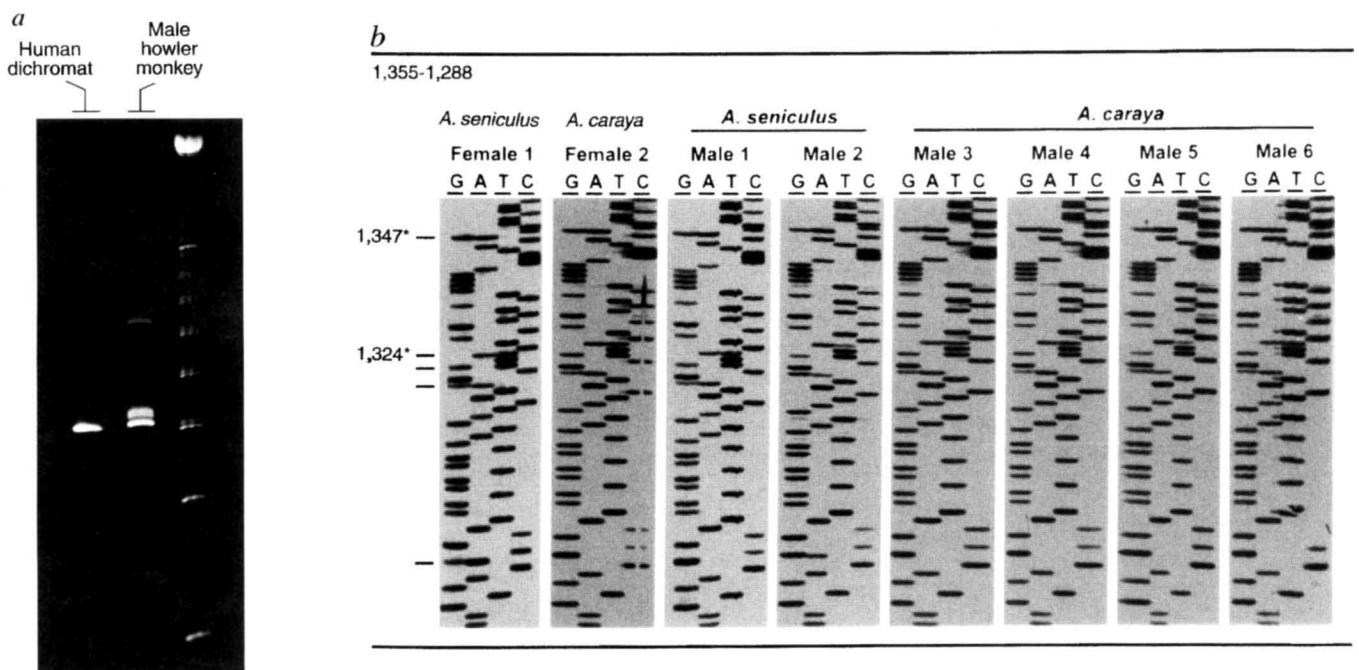 a
Human dichromat
Male howler monkey
b
1,355-1,288
A. seniculus A. caraya A. seniculus A. caraya
Female 1 Female 2 Male 1 Male 2 Male 3 Male 4 Male 5 Male 6
G A T C G A T C G A T C G A T C G A T C G A T C G A T C G A T C
1,347*
1,324*